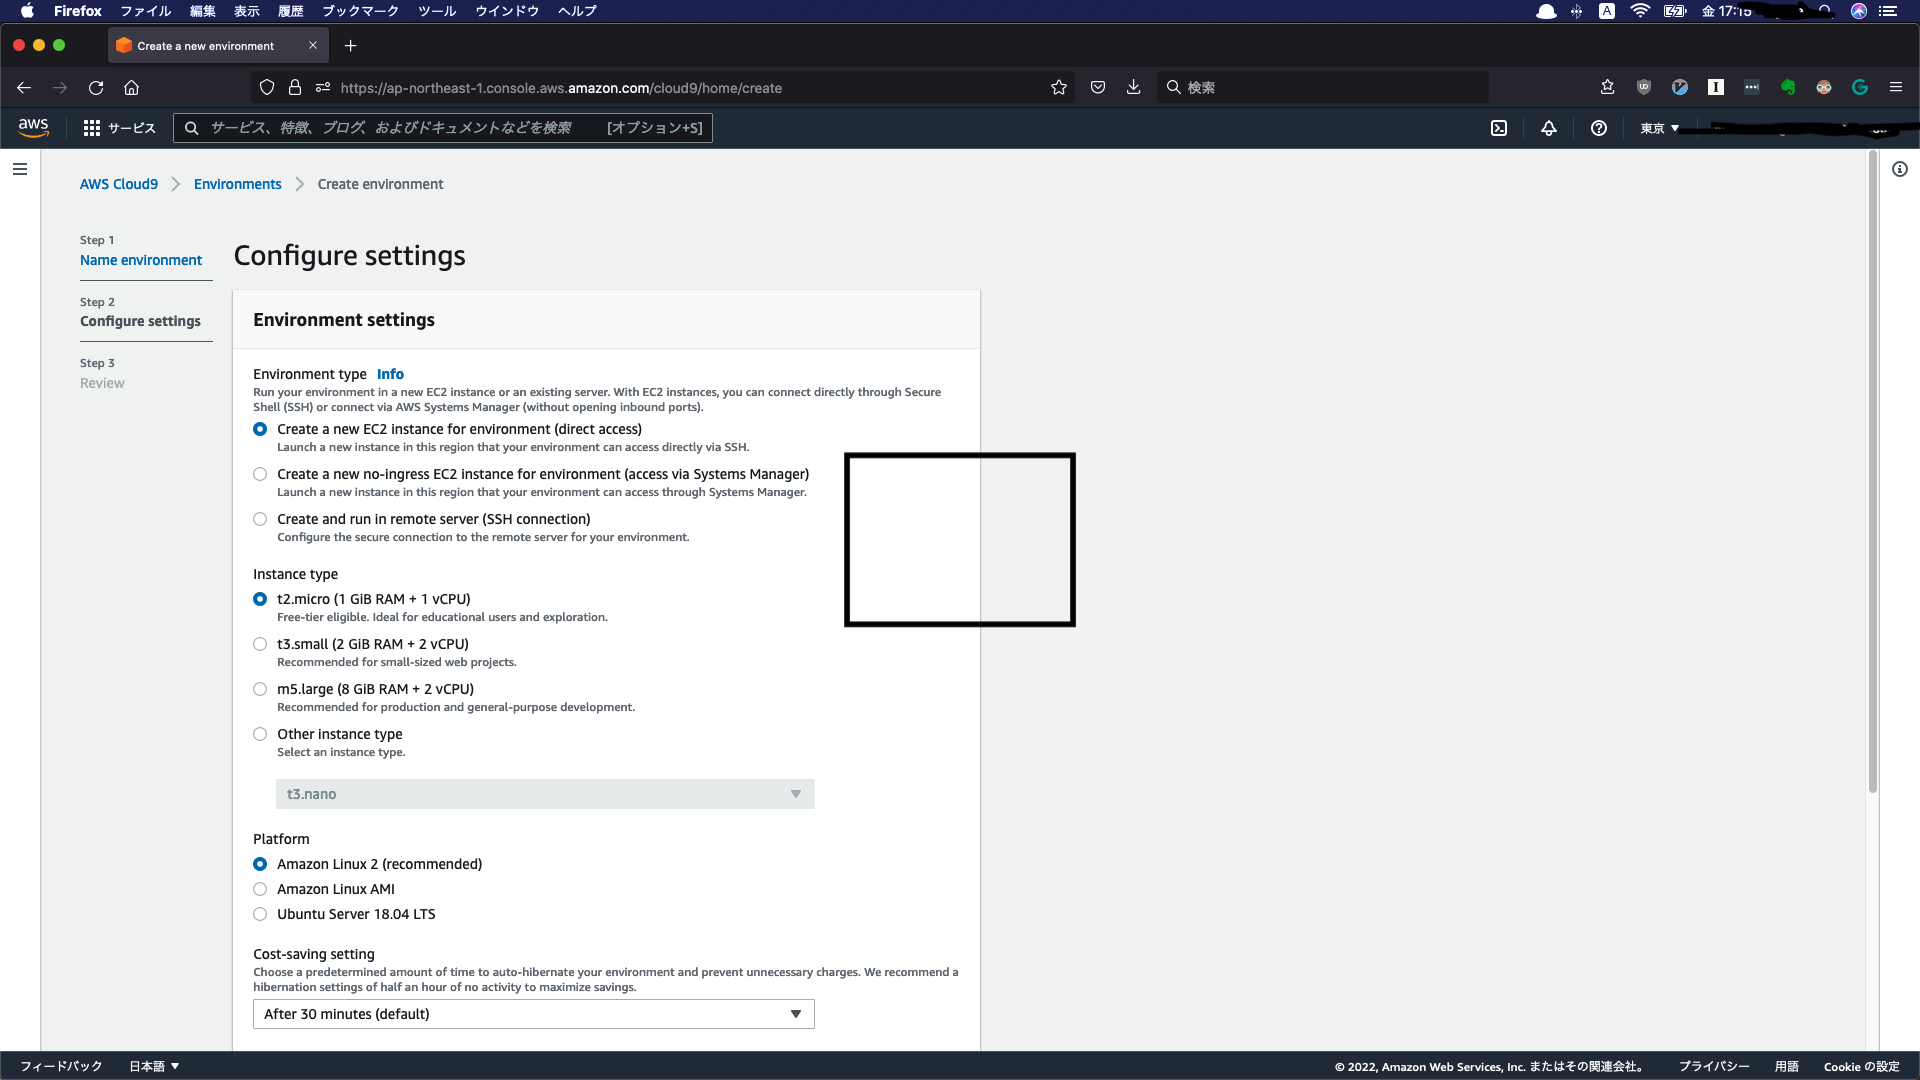 Firefox ファイル 編集 表示 履歴 ブックマーク ツール ウインドウ ヘルプ
A 金 17:15
Create a new environment
https://ap-northeast-1.console.aws.amazon.com/cloud9/home/create
検索
aws サービス サービス、特徴、ブログ、およびドキュメントなどを検索 [オプション+S] 東京
AWS Cloud9 Environments Create environment
Step 1
Name environment
Step 2
Configure settings
Step 3
Review
Configure settings
Environment settings
Environment type Info
Run your environment in a new EC2 instance or an existing server. With EC2 instances, you can connect directly through Secure
Shell (SSH) or connect via AWS Systems Manager (without opening inbound ports).
Create a new EC2 instance for environment (direct access)
Launch a new instance in this region that your environment can access directly via SSH.
Create a new no-ingress EC2 instance for environment (access via Systems Manager)
Launch a new instance in this region that your environment can access through Systems Manager.
Create and run in remote server (SSH connection)
Configure the secure connection to the remote server for your environment.
Instance type
t2.micro (1 GiB RAM + 1 vCPU)
Free-tier eligible. Ideal for educational users and exploration.
t3.small (2 GiB RAM + 2 vCPU)
Recommended for small-sized web projects.
m5.large (8 GiB RAM + 2 vCPU)
Recommended for production and general-purpose development.
Other instance type
Select an instance type.
t3.nano
Platform
Amazon Linux 2 (recommended)
Amazon Linux AMI
Ubuntu Server 18.04 LTS
Cost-saving setting
Choose a predetermined amount of time to auto-hibernate your environment and prevent unnecessary charges. We recommend a
hibernation settings of half an hour of no activity to maximize savings.
After 30 minutes (default)
フィードバック 日本語 © 2022, Amazon Web Services, Inc. またはその関連会社。 プライバシー 用語 Cookie の設定